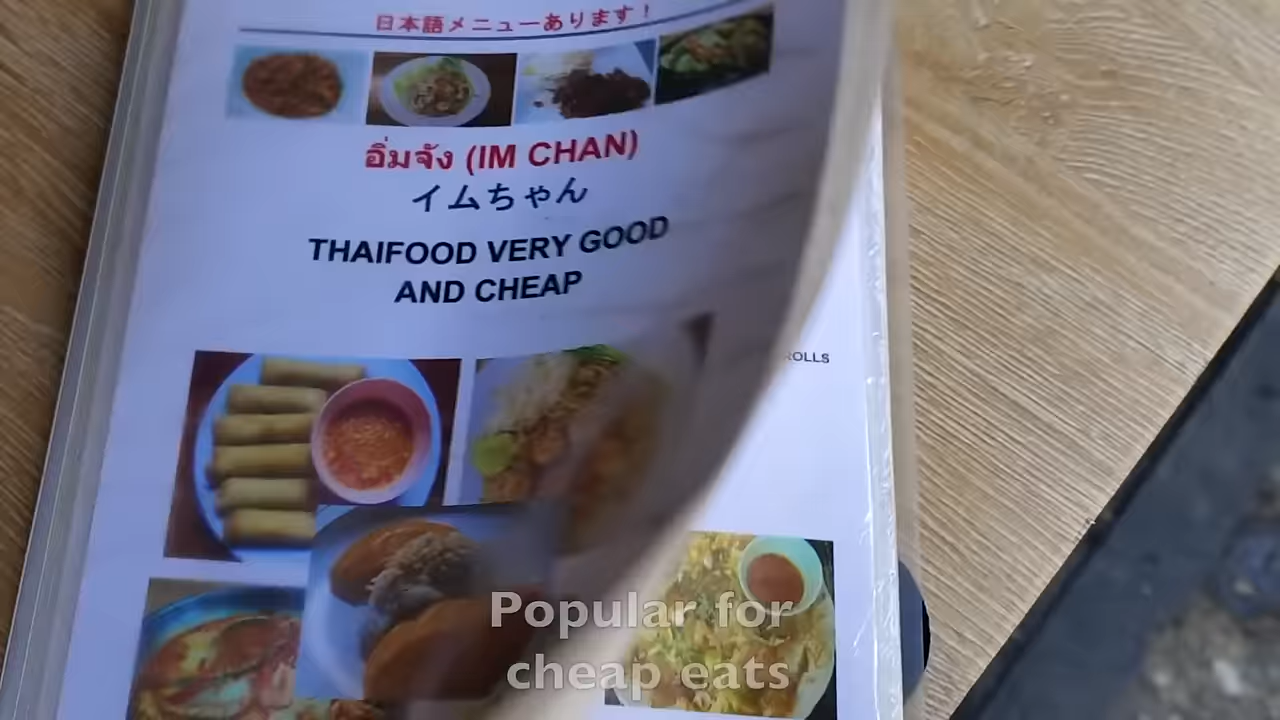 日本語メニューあります!
อิ่มจัง (IM CHAN)
イムちゃん
THAIFOOD VERY GOOD
AND CHEAP
ROLLS
Popular for
cheap eats